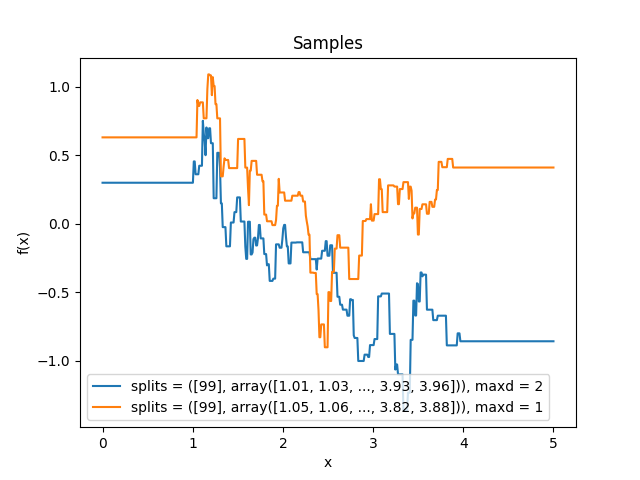 Samples
1.0
0.5
0.0
−0.5
−1.0
f(x)
splits = ([99], array([1.01, 1.03, ..., 3.93, 3.96])), maxd = 2
splits = ([99], array([1.05, 1.06, ..., 3.82, 3.88])), maxd = 1
0 1 2 3 4 5
x